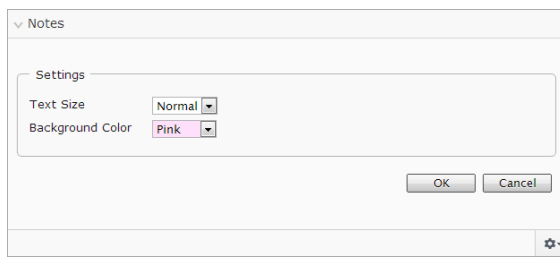 Notes
Settings
Text Size Normal
Background Color Pink
OK Cancel